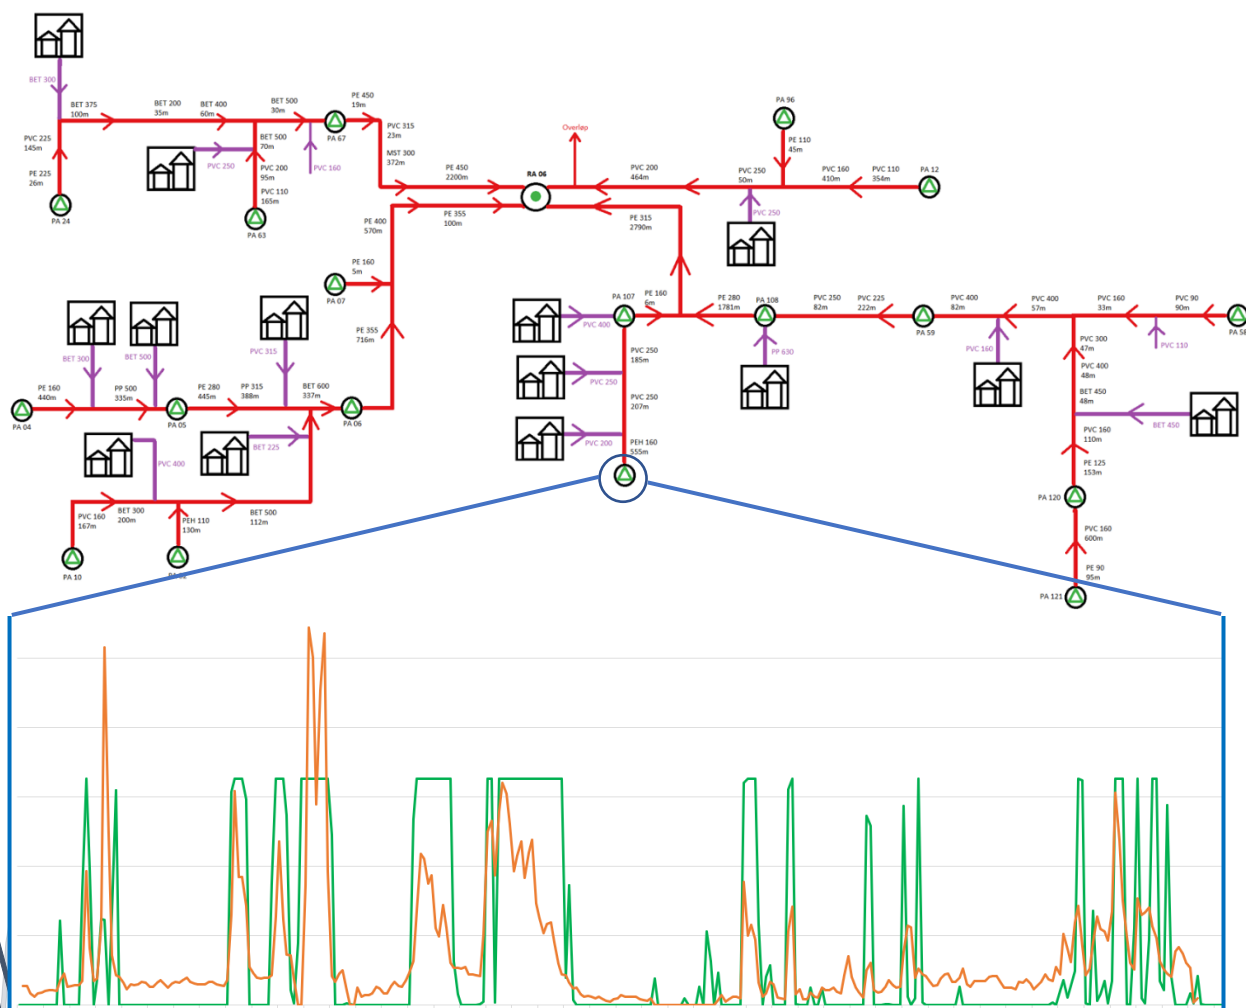 BET 300
BET 375
100m
BET 200
35m
BET 400
60m
BET 500
30m
PE 450
19m
PA 67
PVC 315
23m
MST 300
372m
PVC 225
145m
PE 225
26m
PA 24
PVC 250
BET 500
70m
PVC 200
95m
PVC 110
165m
PA 63
PVC 160
PE 450
2200m
RA 06
Overløp
PVC 200
464m
PVC 250
50m
PA 96
PE 110
45m
PVC 160
410m
PVC 110
354m
PA 12
PVC 250
PE 400
570m
PE 355
100m
PE 315
2790m
PE 160
5m
PA 07
PE 355
716m
BET 300
BET 500
PVC 315
PE 160
440m
PA 04
PP 500
335m
PA 05
PE 280
445m
PP 315
388m
BET 600
337m
PA 06
PVC 400
BET 225
PVC 160
167m
BET 300
200m
PEH 110
130m
BET 500
112m
PA 10
PA 107
PE 160
6m
PE 280
1781m
PA 108
PVC 250
82m
PVC 225
222m
PA 59
PVC 400
82m
PVC 400
57m
PVC 160
33m
PVC 90
90m
PVC 400
PVC 250
PVC 200
PVC 250
185m
PVC 250
207m
PEH 160
555m
PP 630
PVC 160
PVC 110
PVC 300
47m
PVC 400
48m
BET 450
48m
BET 450
PVC 160
110m
PE 125
153m
PA 120
PVC 160
600m
PE 90
95m
PA 121